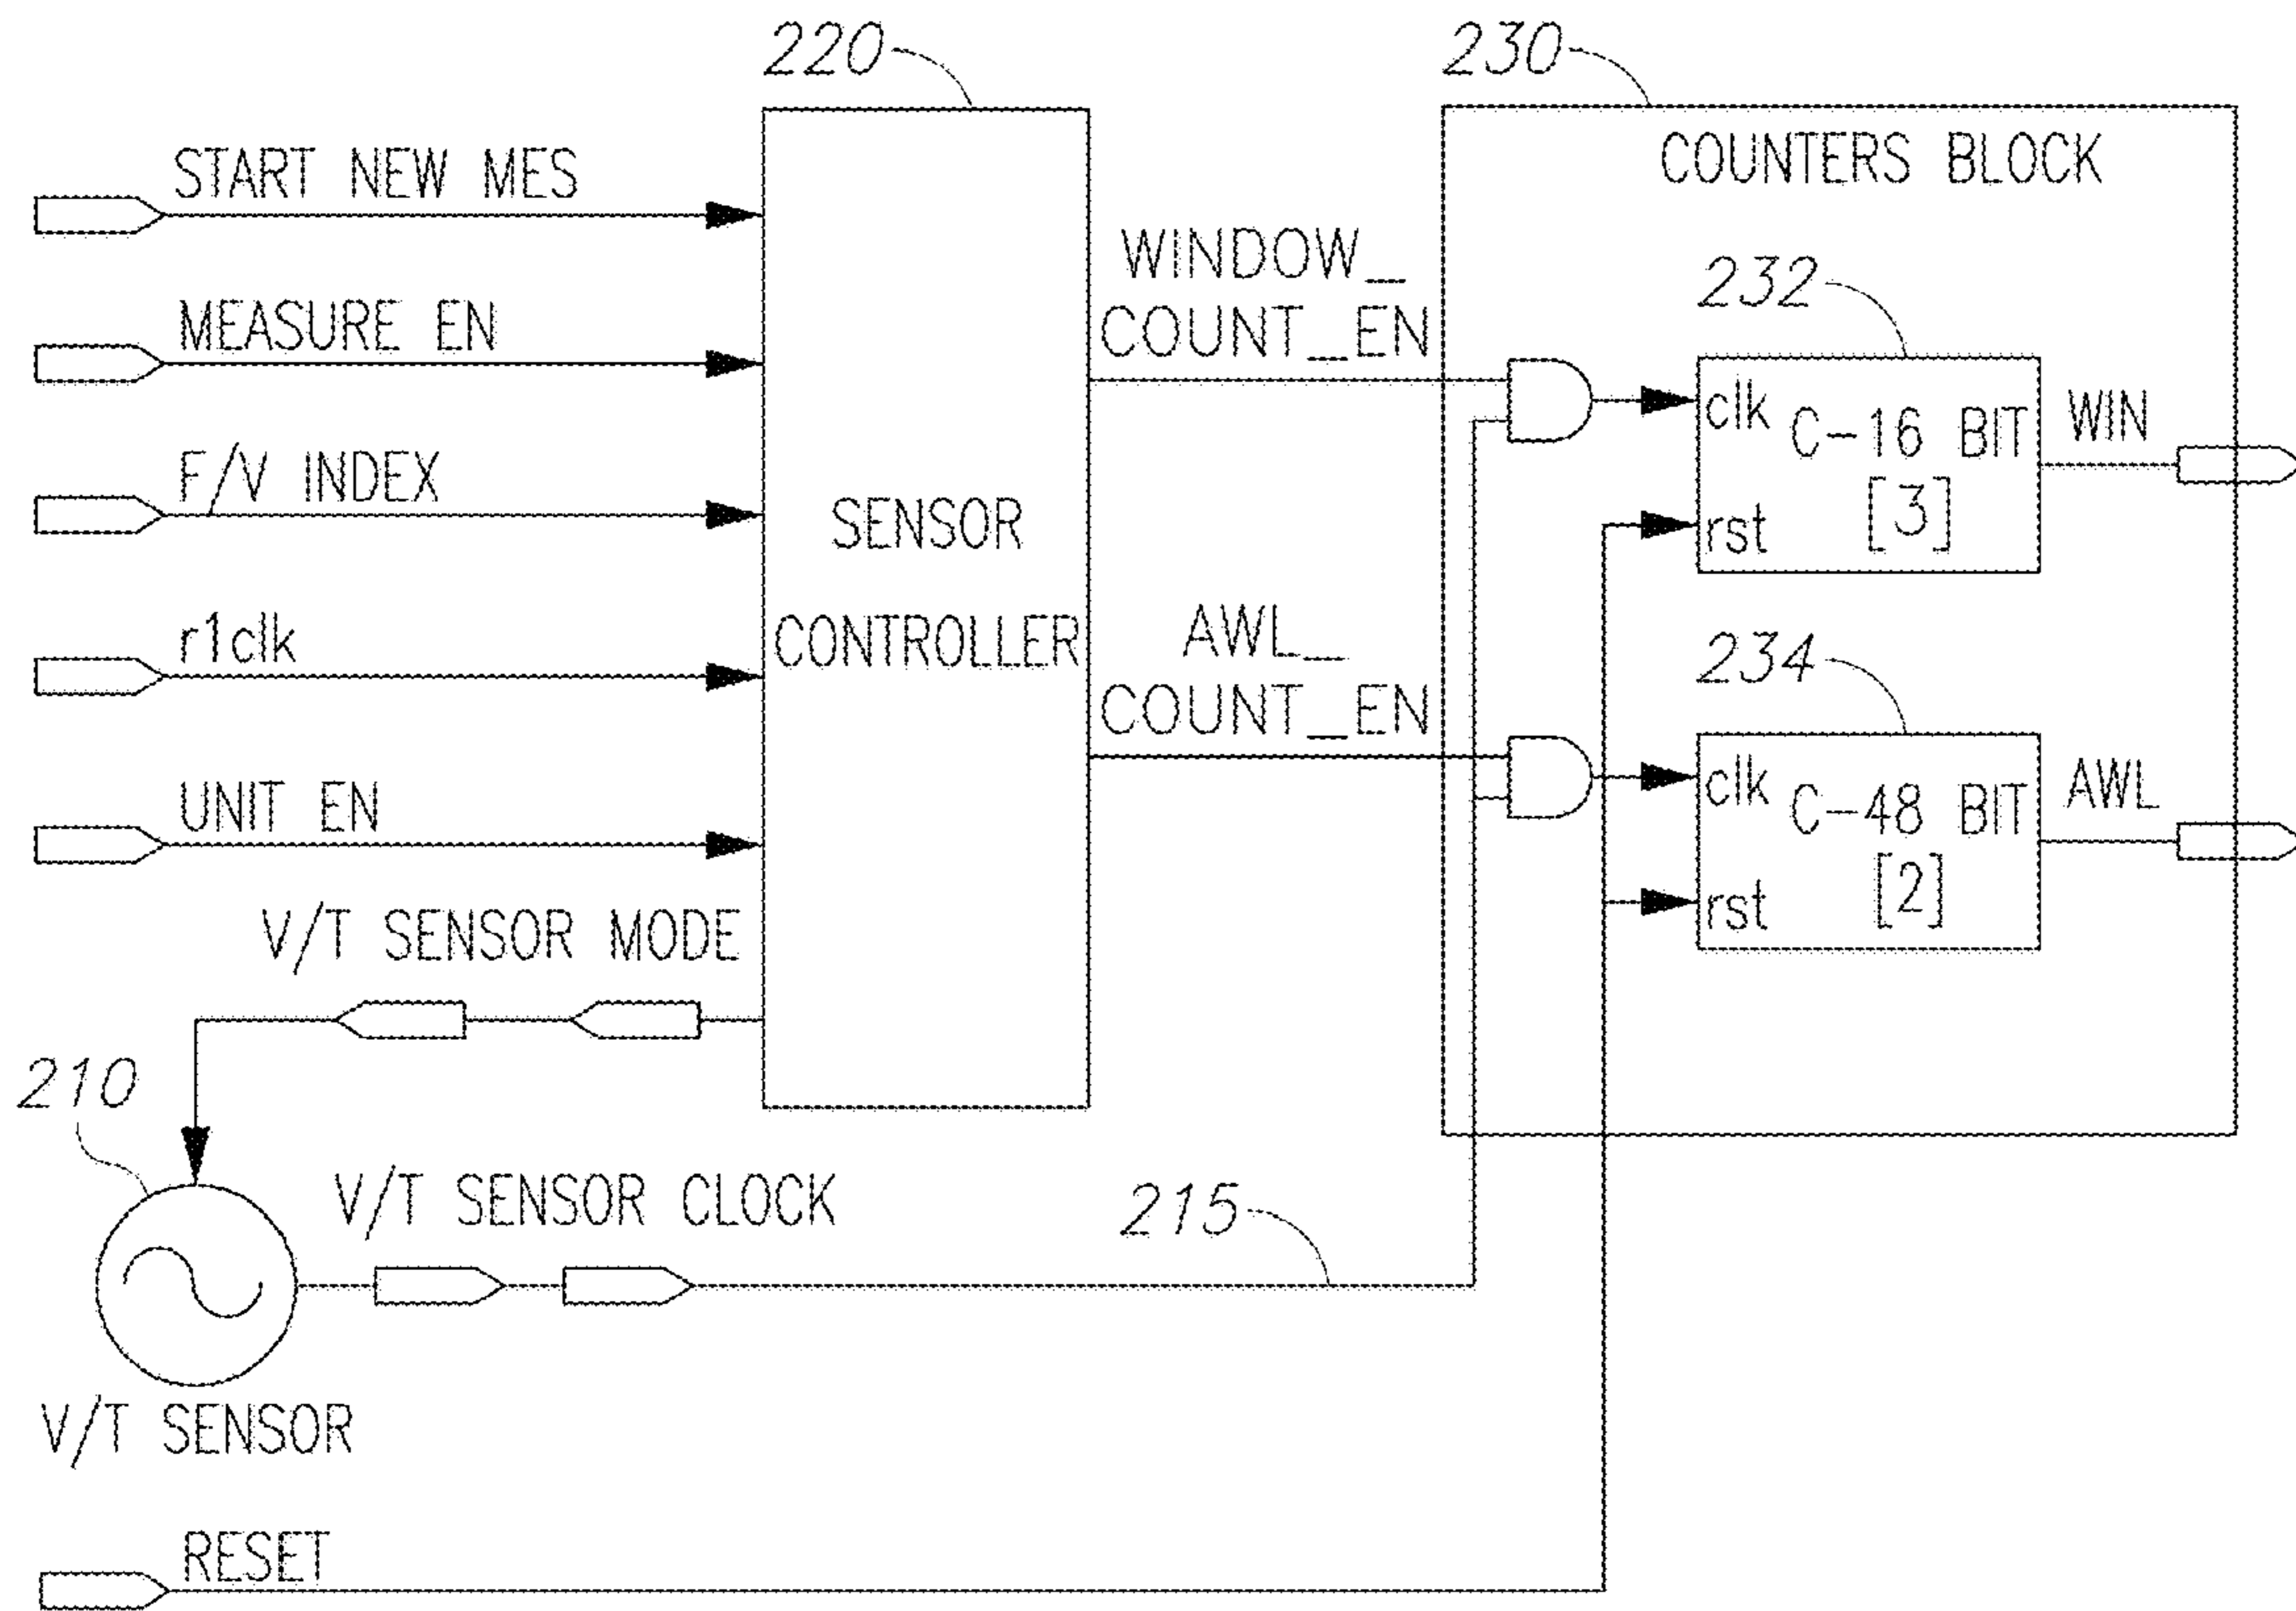 220
230
START NEW MES
COUNTERS BLOCK
WINDOW_
COUNT_EN
232
MEASURE EN
clk
C-16 BIT
[3]
rst
WIN
F/V INDEX
SENSOR
CONTROLLER
r1clk
AWL_
COUNT_EN
234
UNIT EN
clk
C-48 BIT
[2]
rst
AWL
V/T SENSOR MODE
210
V/T SENSOR CLOCK
215
V/T SENSOR
RESET